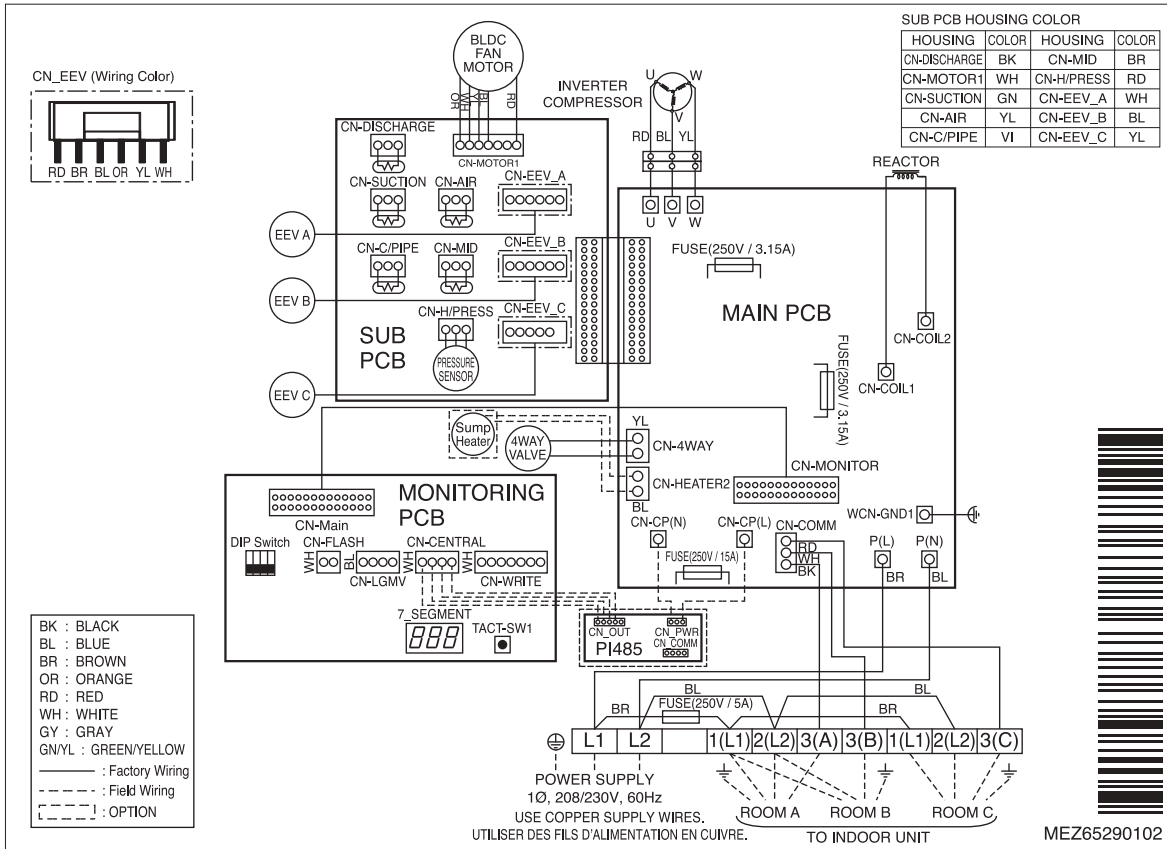 CN_EEV (Wiring Color)
RD BR BL OR YL WH
BLDC
FAN
MOTOR
OR WH YL BL RD
INVERTER
COMPRESSOR
U W
V
RD BL YL
SUB PCB HOUSING COLOR
HOUSING COLOR HOUSING COLOR
CN-DISCHARGE BK CN-MID BR
CN-MOTOR1 WH CN-H/PRESS RD
CN-SUCTION GN CN-EEV_A WH
CN-AIR YL CN-EEV_B BL
CN-C/PIPE VI CN-EEV_C YL
REACTOR
CN-DISCHARGE
CN-MOTOR1
CN-SUCTION CN-AIR CN-EEV_A
EEV A
CN-C/PIPE CN-MID CN-EEV_B
EEV B
CN-H/PRESS CN-EEV_C
SUB
PCB
PRESSURE
SENSOR
EEV C
U V W
FUSE(250V / 3.15A)
MAIN PCB
CN-COIL2
CN-COIL1
FUSE(250V / 3.15A)
Sump
Heater
4WAY
VALVE
YL
CN-4WAY
CN-HEATER2
BL
CN-MONITOR
CN-CP(N) CN-CP(L) CN-COMM
WCN-GND1
RD
WH
BK
P(L) P(N)
BR BL
FUSE(250V / 15A)
MONITORING
PCB
CN-Main
DIP Switch
CN-FLASH CN-CENTRAL
WH BL WH WH
CN-LGMV CN-WRITE
7_SEGMENT
TACT-SW1
CN_OUT CN_PWR
CN_COMM
PI485
BK : BLACK
BL : BLUE
BR : BROWN
OR : ORANGE
RD : RED
WH : WHITE
GY : GRAY
GN/YL : GREEN/YELLOW
: Factory Wiring
: Field Wiring
: OPTION
BL BL
BR FUSE(250V / 5A) BR
L1 L2 1(L1) 2(L2) 3(A) 3(B) 1(L1) 2(L2) 3(C)
POWER SUPPLY
1Ø, 208/230V, 60Hz
USE COPPER SUPPLY WIRES.
UTILISER DES FILS D'ALIMENTATION EN CUIVRE.
ROOM A ROOM B ROOM C
TO INDOOR UNIT
MEZ65290102